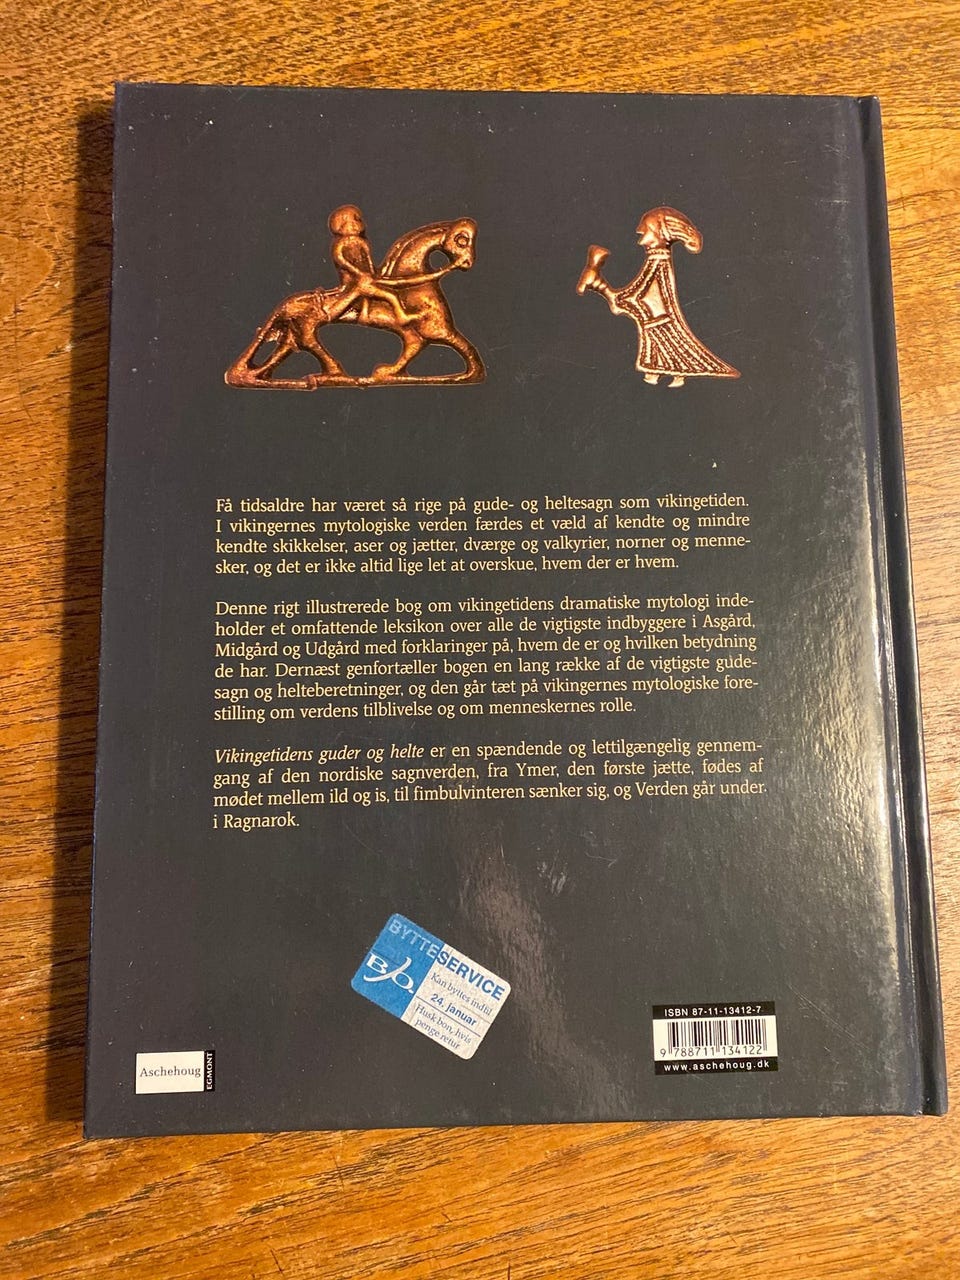 Få tidsaldre har været så rige på gude- og heltesagn som vikingetiden.
I vikingernes mytologiske verden færdes et væld af kendte og mindre
kendte skikkelser, aser og jætter, dværge og valkyrier, norner og menne-
sker, og det er ikke altid lige let at overskue, hvem der er hvem.
Denne rigt illustrerede bog om vikingetidens dramatiske mytologi inde-
holder et omfattende leksikon over alle de vigtigste indbyggere i Asgård,
Midgård og Udgård med forklaringer på, hvem de er og hvilken betydning
de har. Dernæst genfortæller bogen en lang række af de vigtigste gude-
sagn og helteberetninger, og den går tæt på vikingernes mytologiske fore-
stilling om verdens tilblivelse og om menneskernes rolle.
Vikingetidens guder og helte er en spændende og lettilgængelig gennem-
gang af den nordiske sagnverden, fra Ymer, den første jætte, fødes af
mødet mellem ild og is, til fimbulvinteren sænker sig, og Verden går under
i Ragnarok.
BYTTESERVICE
Kan byttes indtil
24. januar
Husk bon, hvis
penge retur
Aschehoug
EGMONT
ISBN 87-11-13412-7
9 788711 134122
www.aschehoug.dk